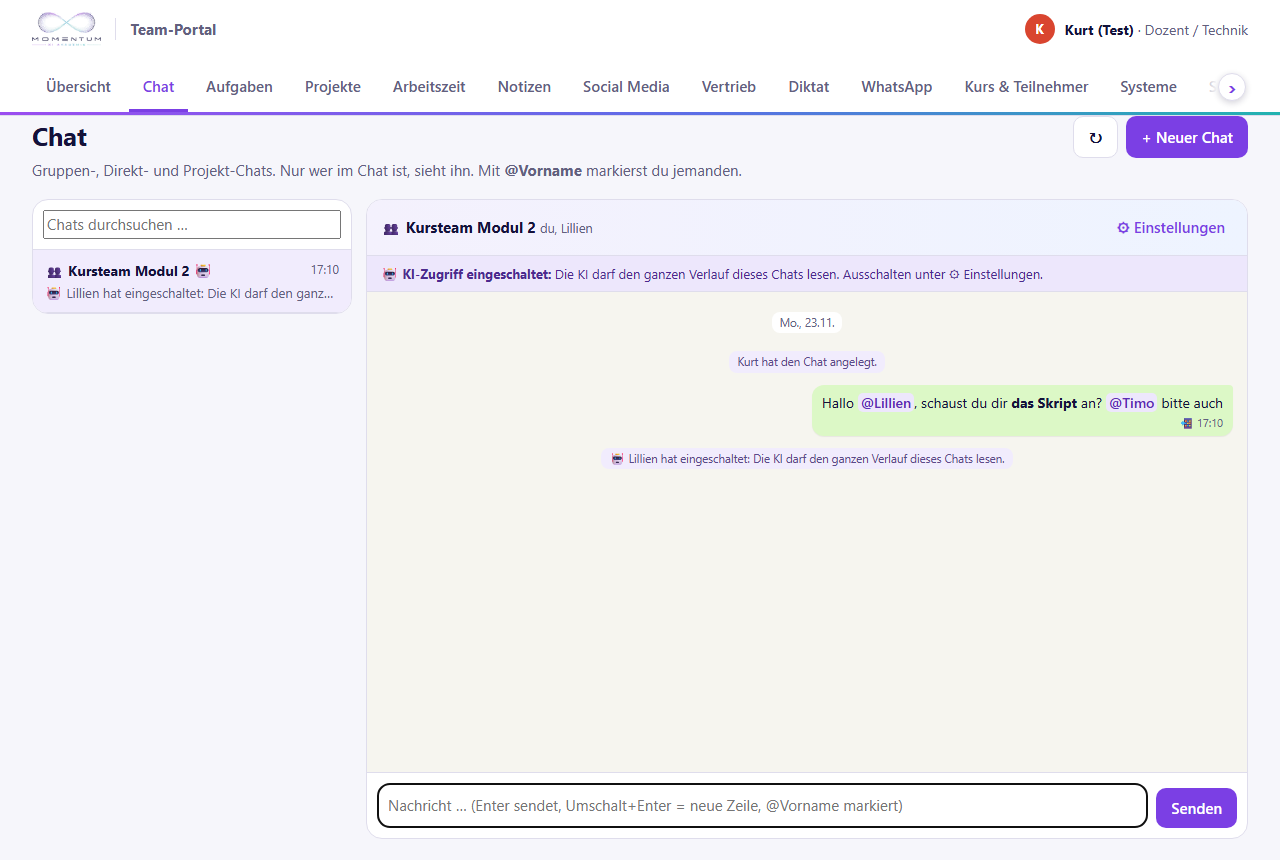 MOMENTUM
Team-Portal
K
Kurt (Test) · Dozent / Technik
Übersicht
Chat
Aufgaben
Projekte
Arbeitszeit
Notizen
Social Media
Vertrieb
Diktat
WhatsApp
Kurs & Teilnehmer
Systeme
›
Chat
↻
+ Neuer Chat
Gruppen-, Direkt- und Projekt-Chats. Nur wer im Chat ist, sieht ihn. Mit @Vorname markierst du jemanden.
Chats durchsuchen ...
Kursteam Modul 2
17:10
Lillien hat eingeschaltet: Die KI darf den ganz...
Kursteam Modul 2 du, Lillien
⚙ Einstellungen
KI-Zugriff eingeschaltet: Die KI darf den ganzen Verlauf dieses Chats lesen. Ausschalten unter ⚙ Einstellungen.
Mo., 23.11.
Kurt hat den Chat angelegt.
Hallo @Lillien, schaust du dir das Skript an? @Timo bitte auch
17:10
Lillien hat eingeschaltet: Die KI darf den ganzen Verlauf dieses Chats lesen.
Nachricht ... (Enter sendet, Umschalt+Enter = neue Zeile, @Vorname markiert)
Senden